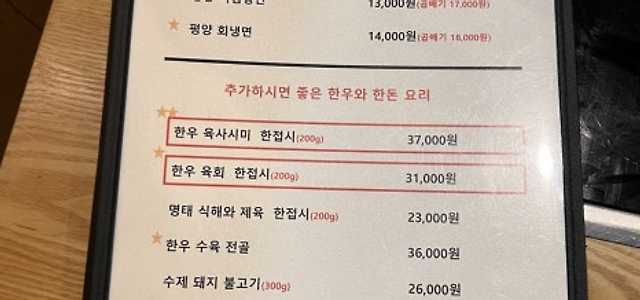 13,000원(곱배기 17,000원)
평양 회냉면 14,000원(곱배기 18,000원)
추가하시면 좋은 한우와 한돈 요리
한우 육사시미 한접시(200g) 37,000원
한우 육회 한접시(200g) 31,000원
명태 식해와 제육 한접시(200g) 23,000원
한우 수육 전골 36,000원
수제 돼지 불고기(300g) 26,000원